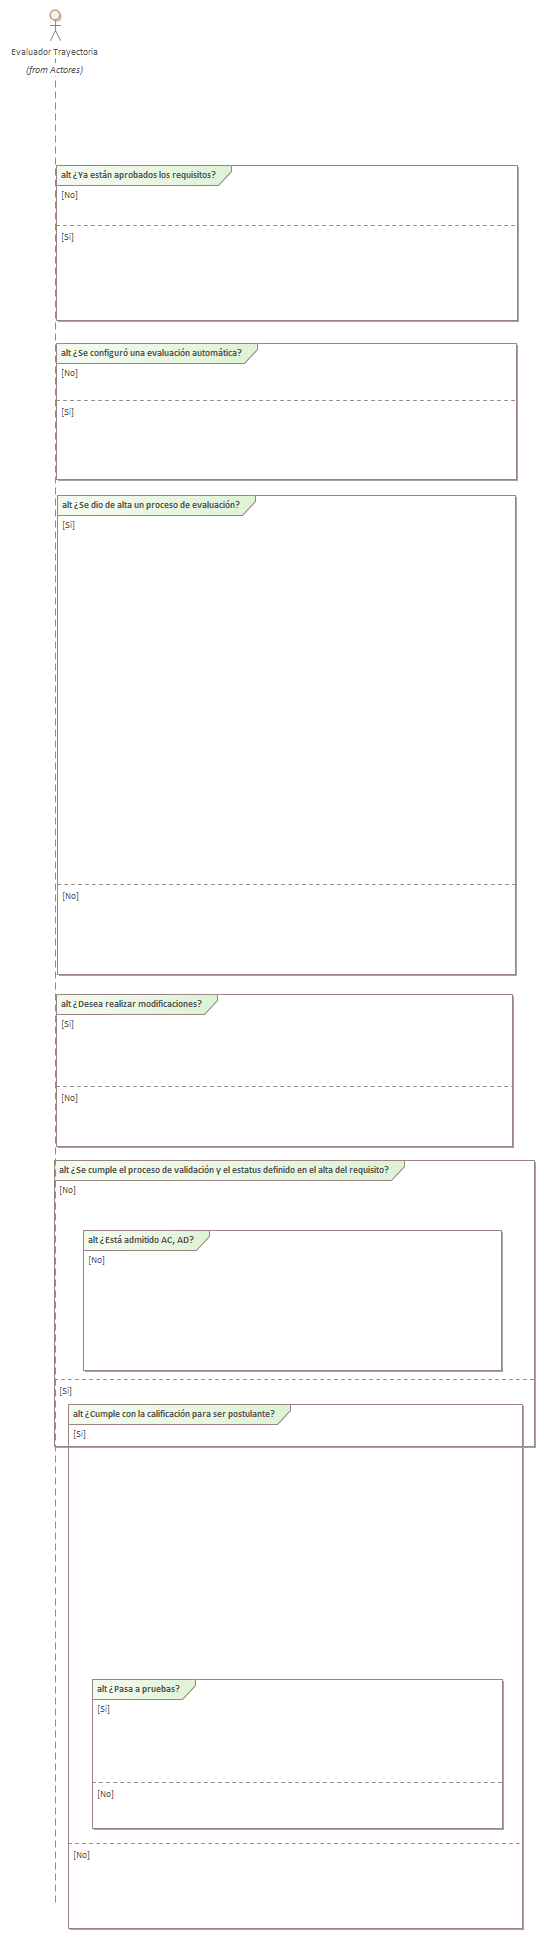 Evaluador Trayectoria
(from Actores)
alt ¿Ya están aprobados los requisitos?
[No]
[Si]
alt ¿Se configuró una evaluación automática?
[No]
[Si]
alt ¿Se dio de alta un proceso de evaluación?
[Si]
[No]
alt ¿Desea realizar modificaciones?
[Si]
[No]
alt ¿Se cumple el proceso de validación y el estatus definido en el alta del requisito?
[No]
alt ¿Está admitido AC, AD?
[No]
[Si]
alt ¿Cumple con la calificación para ser postulante?
[Si]
alt ¿Pasa a pruebas?
[Si]
[No]
[No]